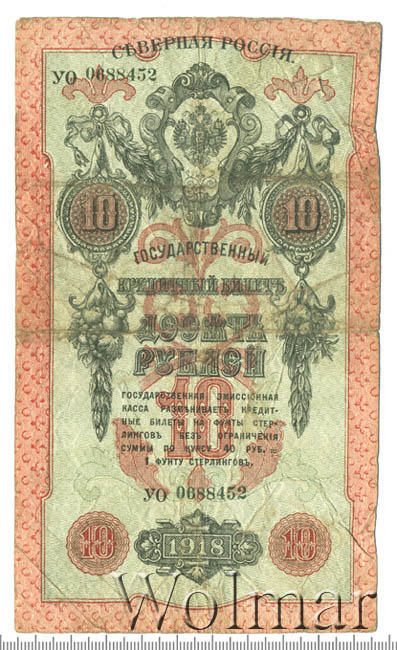 СѢВЕРНАЯ РОССІЯ.
УО 0688452
10 10
ГОСУДАРСТВЕННЫЙ
КРЕДИТНЫЙ БИЛЕТЪ
ДЕСЯТЬ
РУБЛЕЙ
10
ГОСУДАРСТВЕННАЯ ЭМИССІОННАЯ
КАССА РАЗМѢНИВАЕТЪ КРЕДИТ-
НЫЕ БИЛЕТЫ НА ФУНТЫ СТЕР-
ЛИНГОВЪ БЕЗЪ ОГРАНИЧЕНІЯ
СУММЫ ПО КУРСУ 40 РУБ. =
1 ФУНТУ СТЕРЛИНГОВЪ.
УО 0688452
10 1918 10
Wolmar